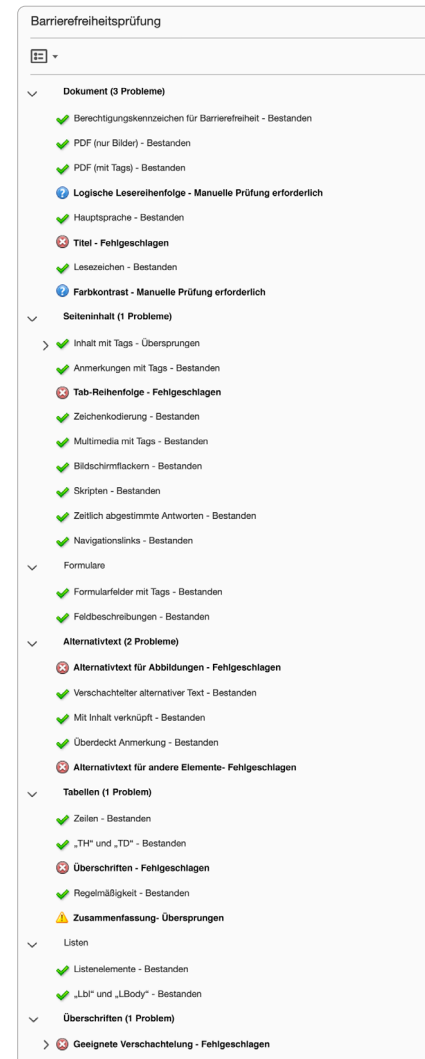 Barrierefreiheitsprüfung
Dokument (3 Probleme)
Berechtigungskennzeichen für Barrierefreiheit - Bestanden
PDF (nur Bilder) - Bestanden
PDF (mit Tags) - Bestanden
Logische Lesereihenfolge - Manuelle Prüfung erforderlich
Hauptsprache - Bestanden
Titel - Fehlgeschlagen
Lesezeichen - Bestanden
Farbkontrast - Manuelle Prüfung erforderlich
Seiteninhalt (1 Probleme)
Inhalt mit Tags - Übersprungen
Anmerkungen mit Tags - Bestanden
Tab-Reihenfolge - Fehlgeschlagen
Zeichenkodierung - Bestanden
Multimedia mit Tags - Bestanden
Bildschirmflackern - Bestanden
Skripten - Bestanden
Zeitlich abgestimmte Antworten - Bestanden
Navigationslinks - Bestanden
Formulare
Formularfelder mit Tags - Bestanden
Feldbeschreibungen - Bestanden
Alternativtext (2 Probleme)
Alternativtext für Abbildungen - Fehlgeschlagen
Verschachtelter alternativer Text - Bestanden
Mit Inhalt verknüpft - Bestanden
Überdeckt Anmerkung - Bestanden
Alternativtext für andere Elemente- Fehlgeschlagen
Tabellen (1 Problem)
Zeilen - Bestanden
„TH“ und „TD“ - Bestanden
Überschriften - Fehlgeschlagen
Regelmäßigkeit - Bestanden
Zusammenfassung- Übersprungen
Listen
Listenelemente - Bestanden
„Lbl“ und „LBody“ - Bestanden
Überschriften (1 Problem)
Geeignete Verschachtelung - Fehlgeschlagen